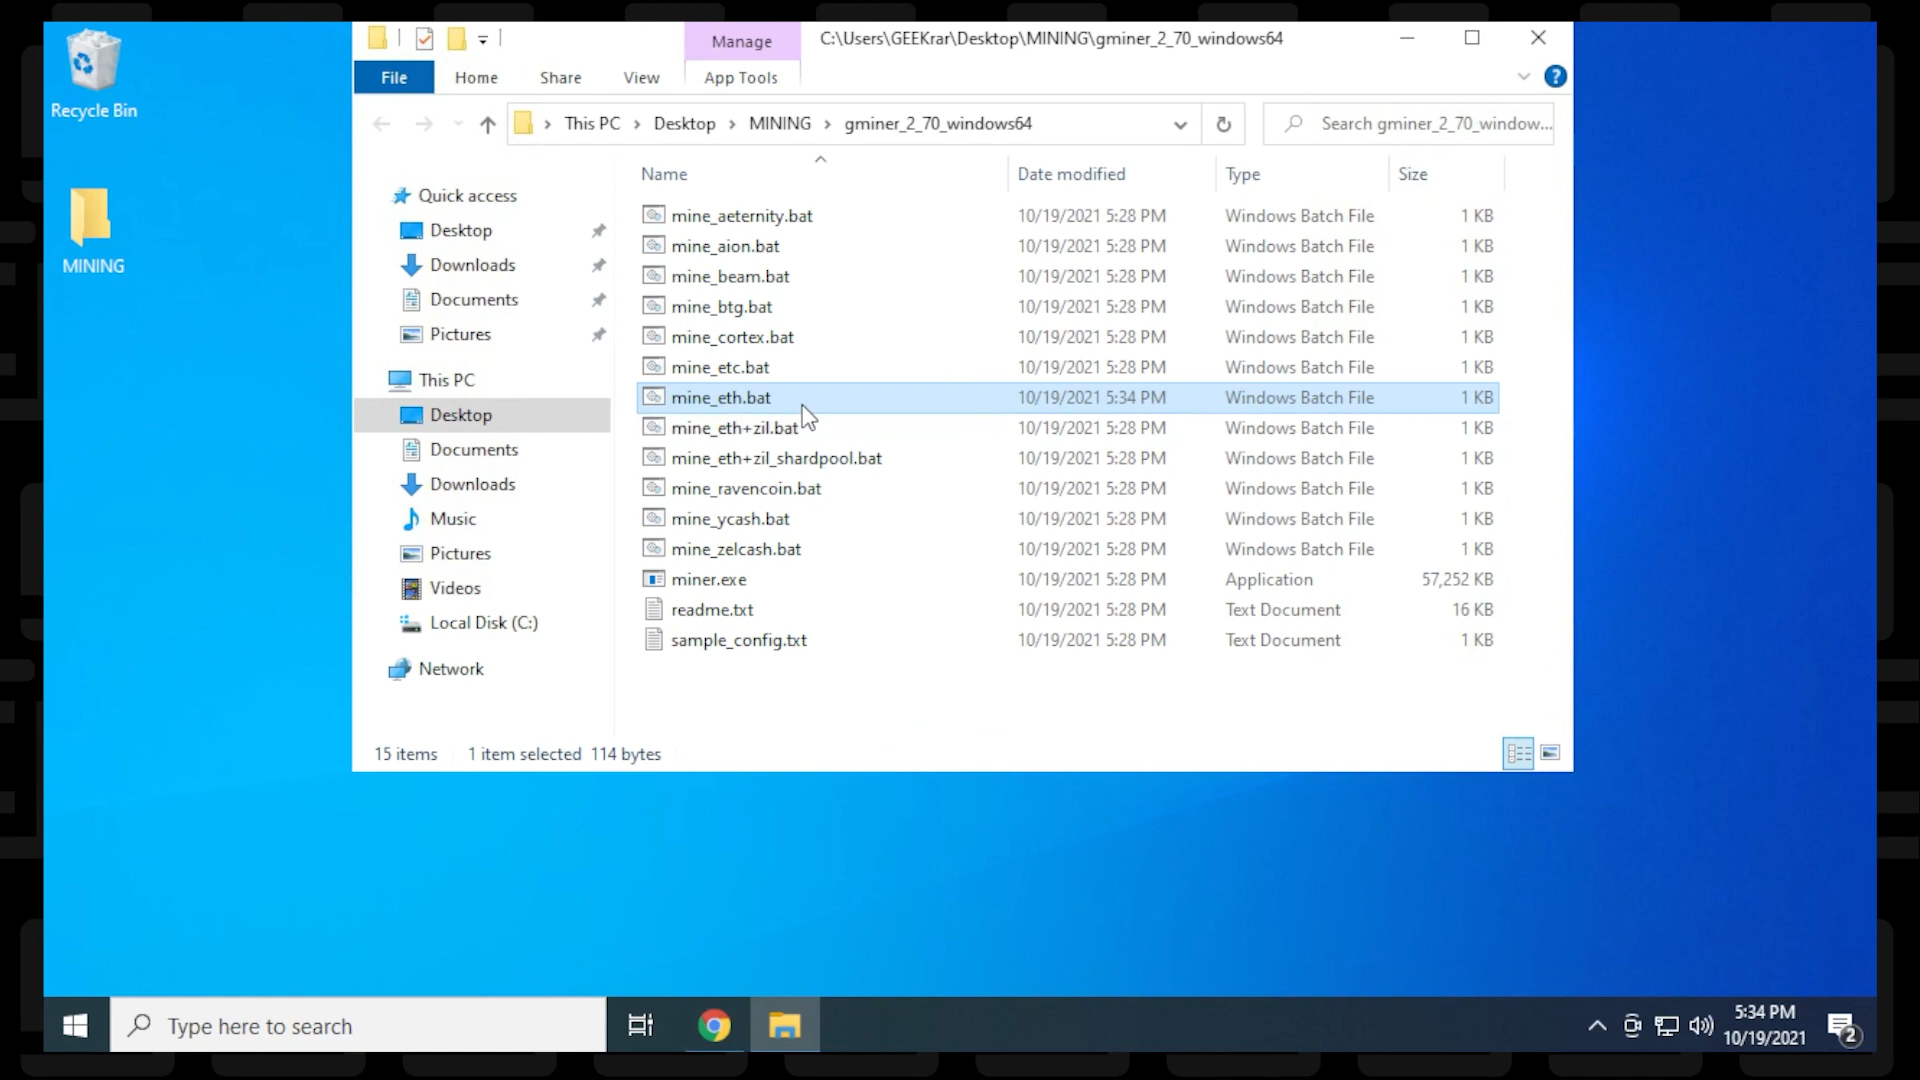 Recycle Bin
MINING
Manage
C:\Users\GEEKrar\Desktop\MINING\gminer_2_70_windows64
File Home Share View App Tools
?
This PC > Desktop > MINING > gminer_2_70_windows64
Search gminer_2_70_window...
Quick access
Desktop
Downloads
Documents
Pictures
This PC
Desktop
Documents
Downloads
Music
Pictures
Videos
Local Disk (C:)
Network
Name Date modified Type Size
mine_aeternity.bat 10/19/2021 5:28 PM Windows Batch File 1 KB
mine_aion.bat 10/19/2021 5:28 PM Windows Batch File 1 KB
mine_beam.bat 10/19/2021 5:28 PM Windows Batch File 1 KB
mine_btg.bat 10/19/2021 5:28 PM Windows Batch File 1 KB
mine_cortex.bat 10/19/2021 5:28 PM Windows Batch File 1 KB
mine_etc.bat 10/19/2021 5:28 PM Windows Batch File 1 KB
mine_eth.bat 10/19/2021 5:34 PM Windows Batch File 1 KB
mine_eth+zil.bat 10/19/2021 5:28 PM Windows Batch File 1 KB
mine_eth+zil_shardpool.bat 10/19/2021 5:28 PM Windows Batch File 1 KB
mine_ravencoin.bat 10/19/2021 5:28 PM Windows Batch File 1 KB
mine_ycash.bat 10/19/2021 5:28 PM Windows Batch File 1 KB
mine_zelcash.bat 10/19/2021 5:28 PM Windows Batch File 1 KB
miner.exe 10/19/2021 5:28 PM Application 57,252 KB
readme.txt 10/19/2021 5:28 PM Text Document 16 KB
sample_config.txt 10/19/2021 5:28 PM Text Document 1 KB
15 items 1 item selected 114 bytes
Type here to search
5:34 PM
10/19/2021
2